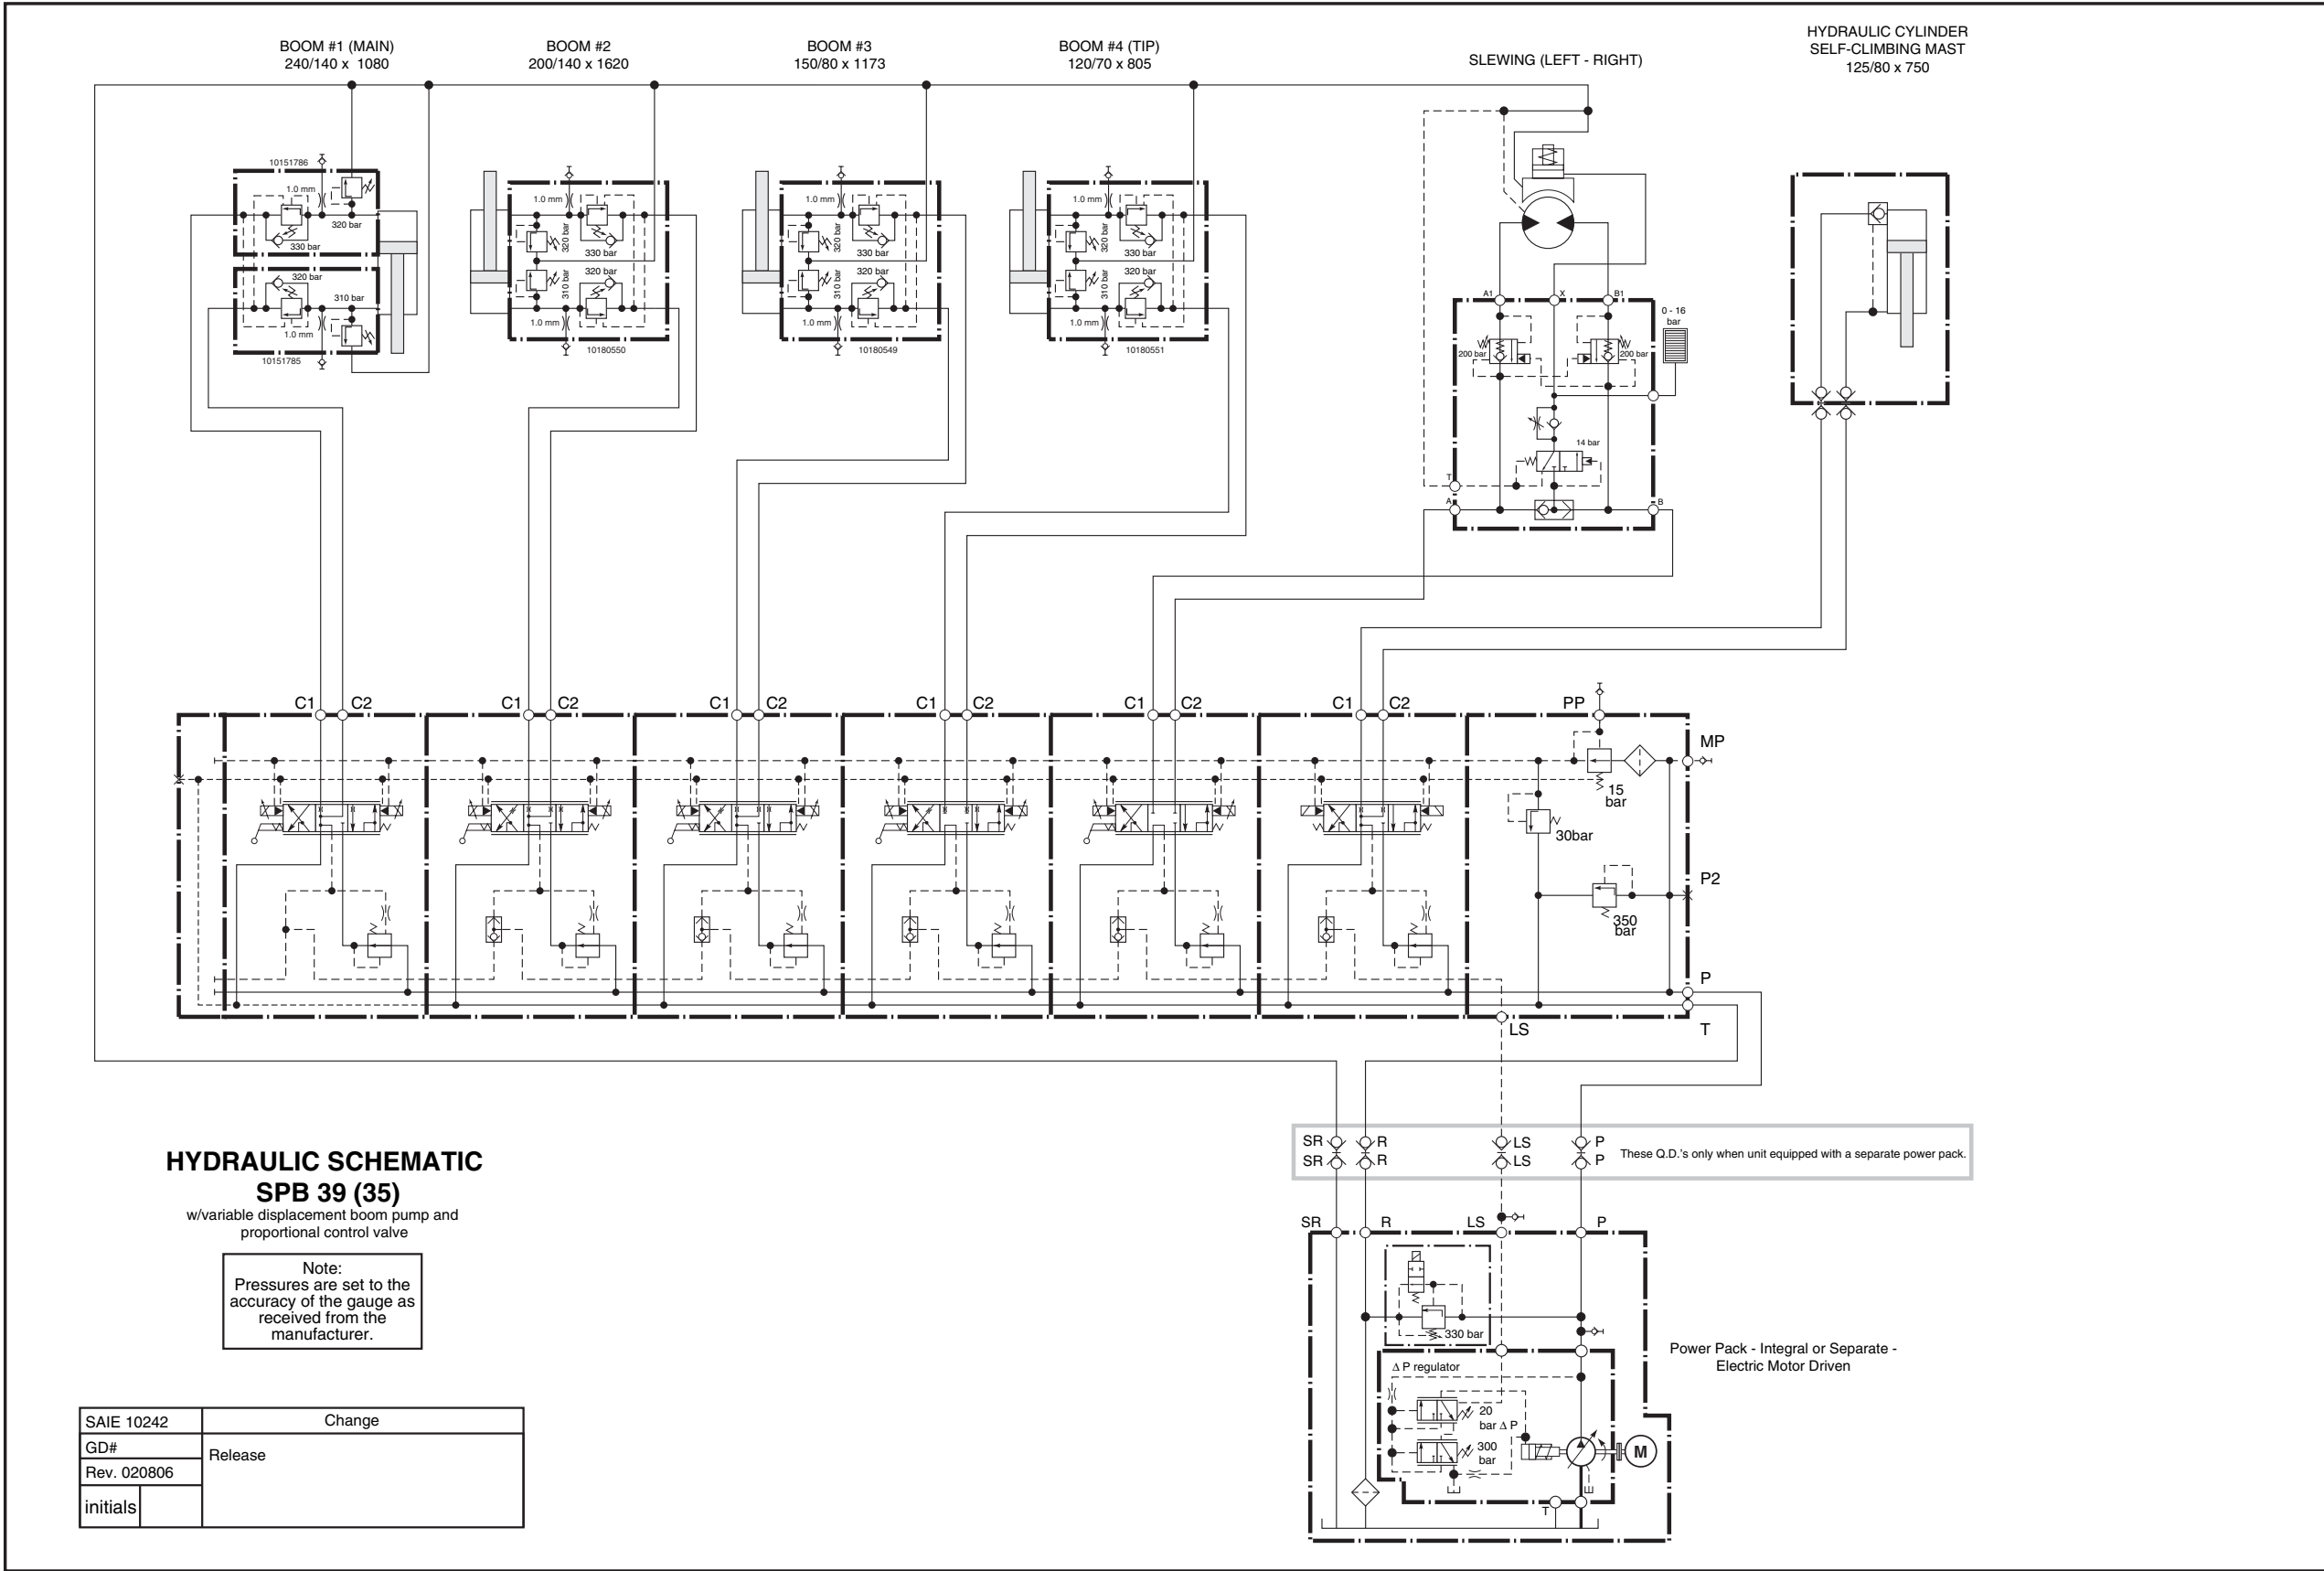 BOOM #1 (MAIN)
240/140 x 1080
BOOM #2
200/140 x 1620
BOOM #3
150/80 x 1173
BOOM #4 (TIP)
120/70 x 805
SLEWING (LEFT - RIGHT)
HYDRAULIC CYLINDER
SELF-CLIMBING MAST
125/80 x 750
10151786
1.0 mm
320 bar
330 bar
320 bar
310 bar
1.0 mm
10151785
1.0 mm
320 bar
330 bar
320 bar
310 bar
1.0 mm
10180550
1.0 mm
320 bar
330 bar
320 bar
310 bar
1.0 mm
10180549
1.0 mm
320 bar
330 bar
320 bar
310 bar
1.0 mm
10180551
A1
X
B1
0 - 16
bar
200 bar
200 bar
14 bar
T
A
B
C1 C2
C1 C2
C1 C2
C1 C2
C1 C2
C1 C2
PP
MP
15
bar
30bar
P2
350
bar
P
LS
T
SR
R
LS
P
SR
R
LS
P
These Q.D.'s only when unit equipped with a separate power pack.
HYDRAULIC SCHEMATIC
SPB 39 (35)
w/variable displacement boom pump and
proportional control valve
Note:
Pressures are set to the
accuracy of the gauge as
received from the
manufacturer.
SR
R
LS
P
330 bar
Δ P regulator
20
bar Δ P
300
bar
M
T
Power Pack - Integral or Separate -
Electric Motor Driven
SAIE 10242
Change
GD#
Release
Rev. 020806
initials